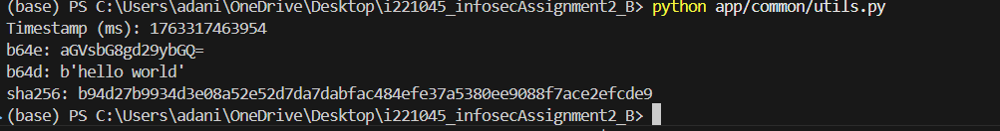 (base) PS C:\Users\adani\OneDrive\Desktop\i221045_infosecAssignment2_B> python app/common/utils.py
Timestamp (ms): 1763317463954
b64e: aGVsbG8gd29ybGQ=
b64d: b'hello world'
sha256: b94d27b9934d3e08a52e52d7da7dabfac484efe37a5380ee9088f7ace2efcde9
(base) PS C:\Users\adani\OneDrive\Desktop\i221045_infosecAssignment2_B>